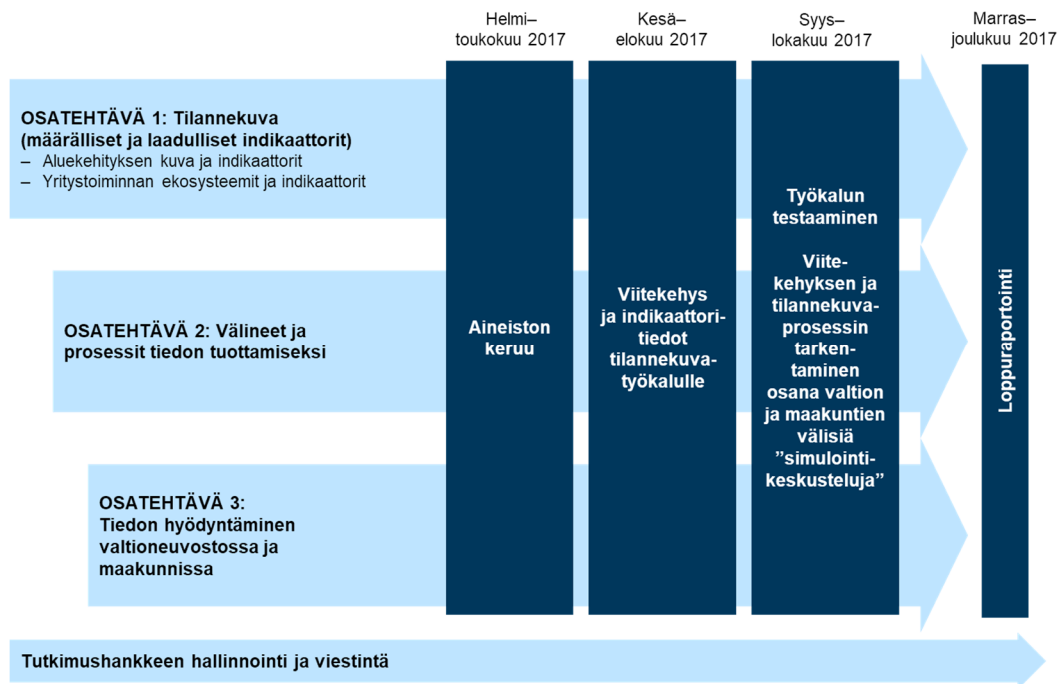 Helmi–
toukokuu 2017
Kesä–
elokuu 2017
Syys–
lokakuu 2017
Marras–
joulukuu 2017
OSATEHTÄVÄ 1: Tilannekuva
(määrälliset ja laadulliset indikaattorit)
– Aluekehityksen kuva ja indikaattorit
– Yritystoiminnan ekosysteemit ja indikaattorit
OSATEHTÄVÄ 2: Välineet ja
prosessit tiedon tuottamiseksi
OSATEHTÄVÄ 3:
Tiedon hyödyntäminen
valtioneuvostossa ja
maakunnissa
Aineiston
keruu
Viitekehys
ja indikaattori-
tiedot
tilannekuva-
työkalulle
Työkalun
testaaminen
Viite-
kehyksen ja
tilannekuva-
prosessin
tarken-
taminen
osana valtion
ja maakuntien
välisiä
”simulointi-
keskusteluja”
Loppuraportointi
Tutkimushankkeen hallinnointi ja viestintä